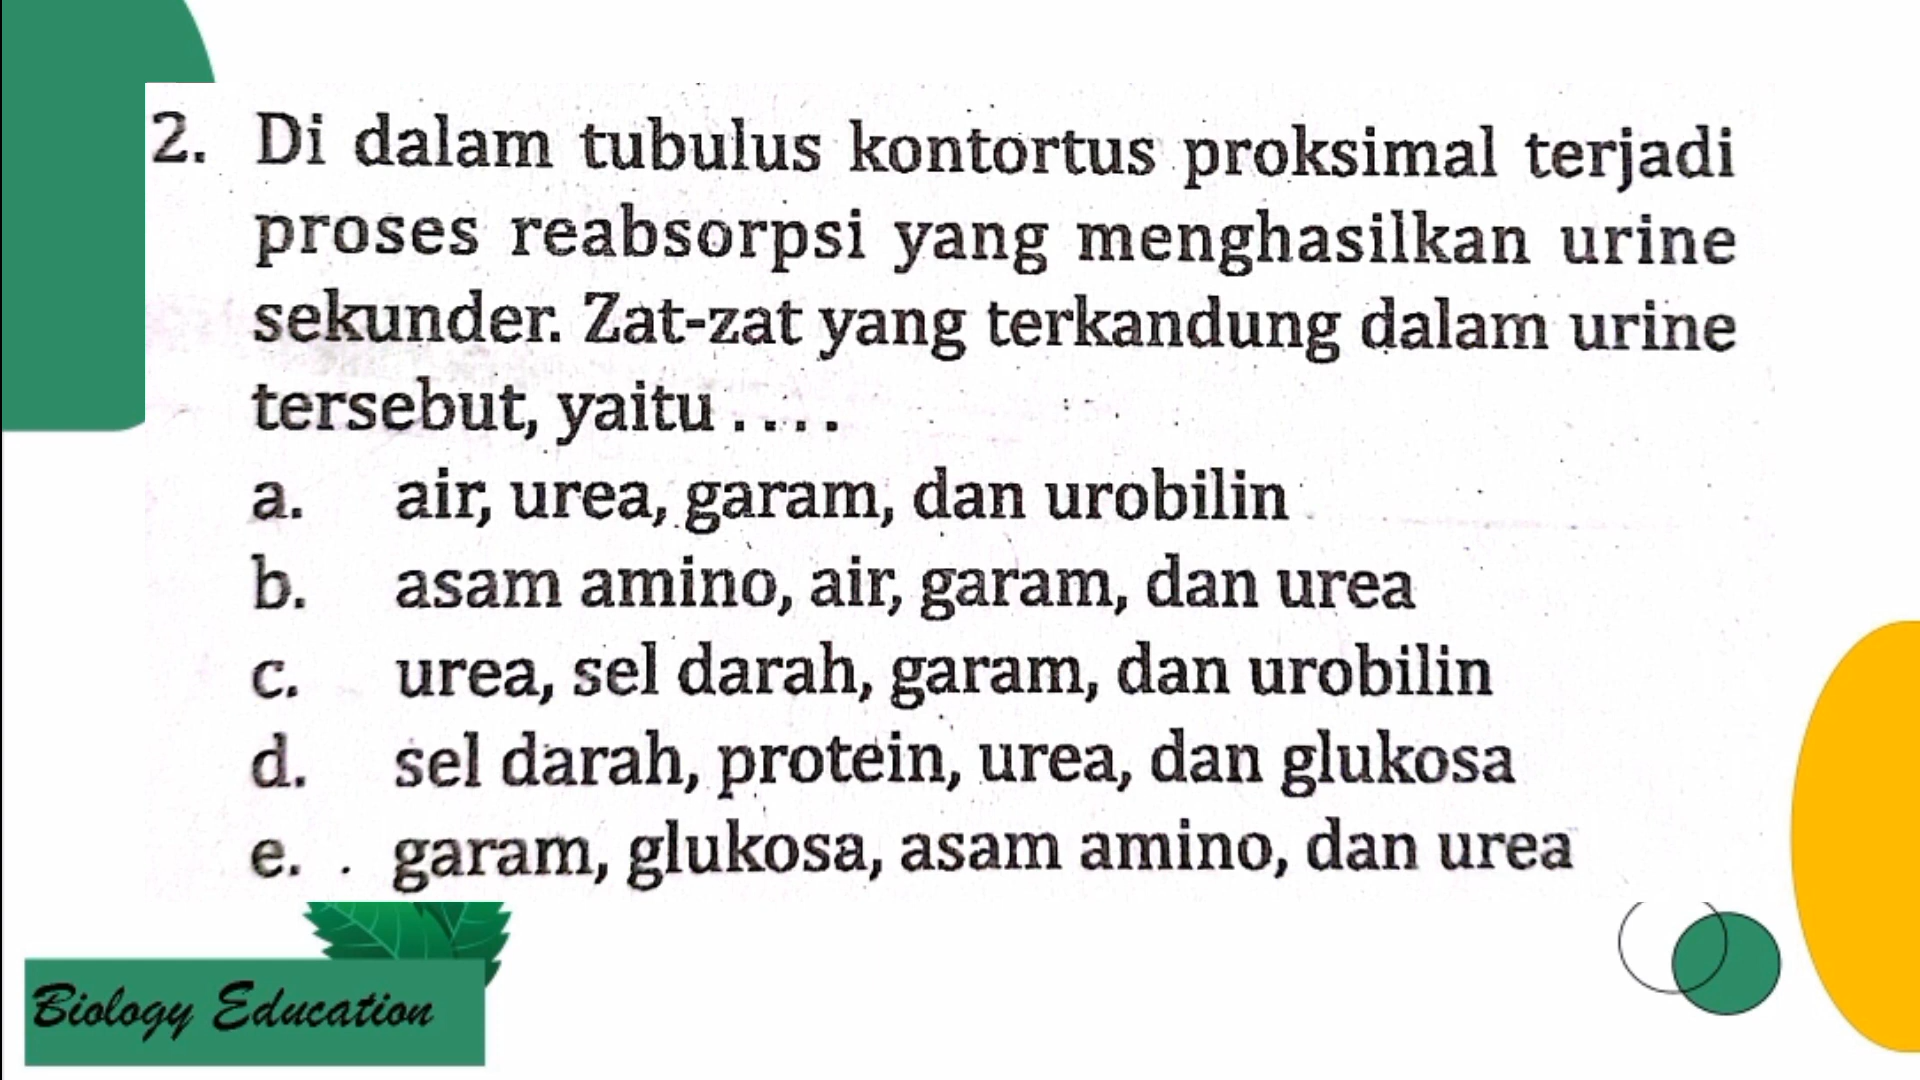 2. Di dalam tubulus kontortus proksimal terjadi
proses reabsorpsi yang menghasilkan urine
sekunder. Zat-zat yang terkandung dalam urine
tersebut, yaitu . . . .
a. air, urea, garam, dan urobilin
b. asam amino, air, garam, dan urea
c. urea, sel darah, garam, dan urobilin
d. sel darah, protein, urea, dan glukosa
e. garam, glukosa, asam amino, dan urea
Biology Education